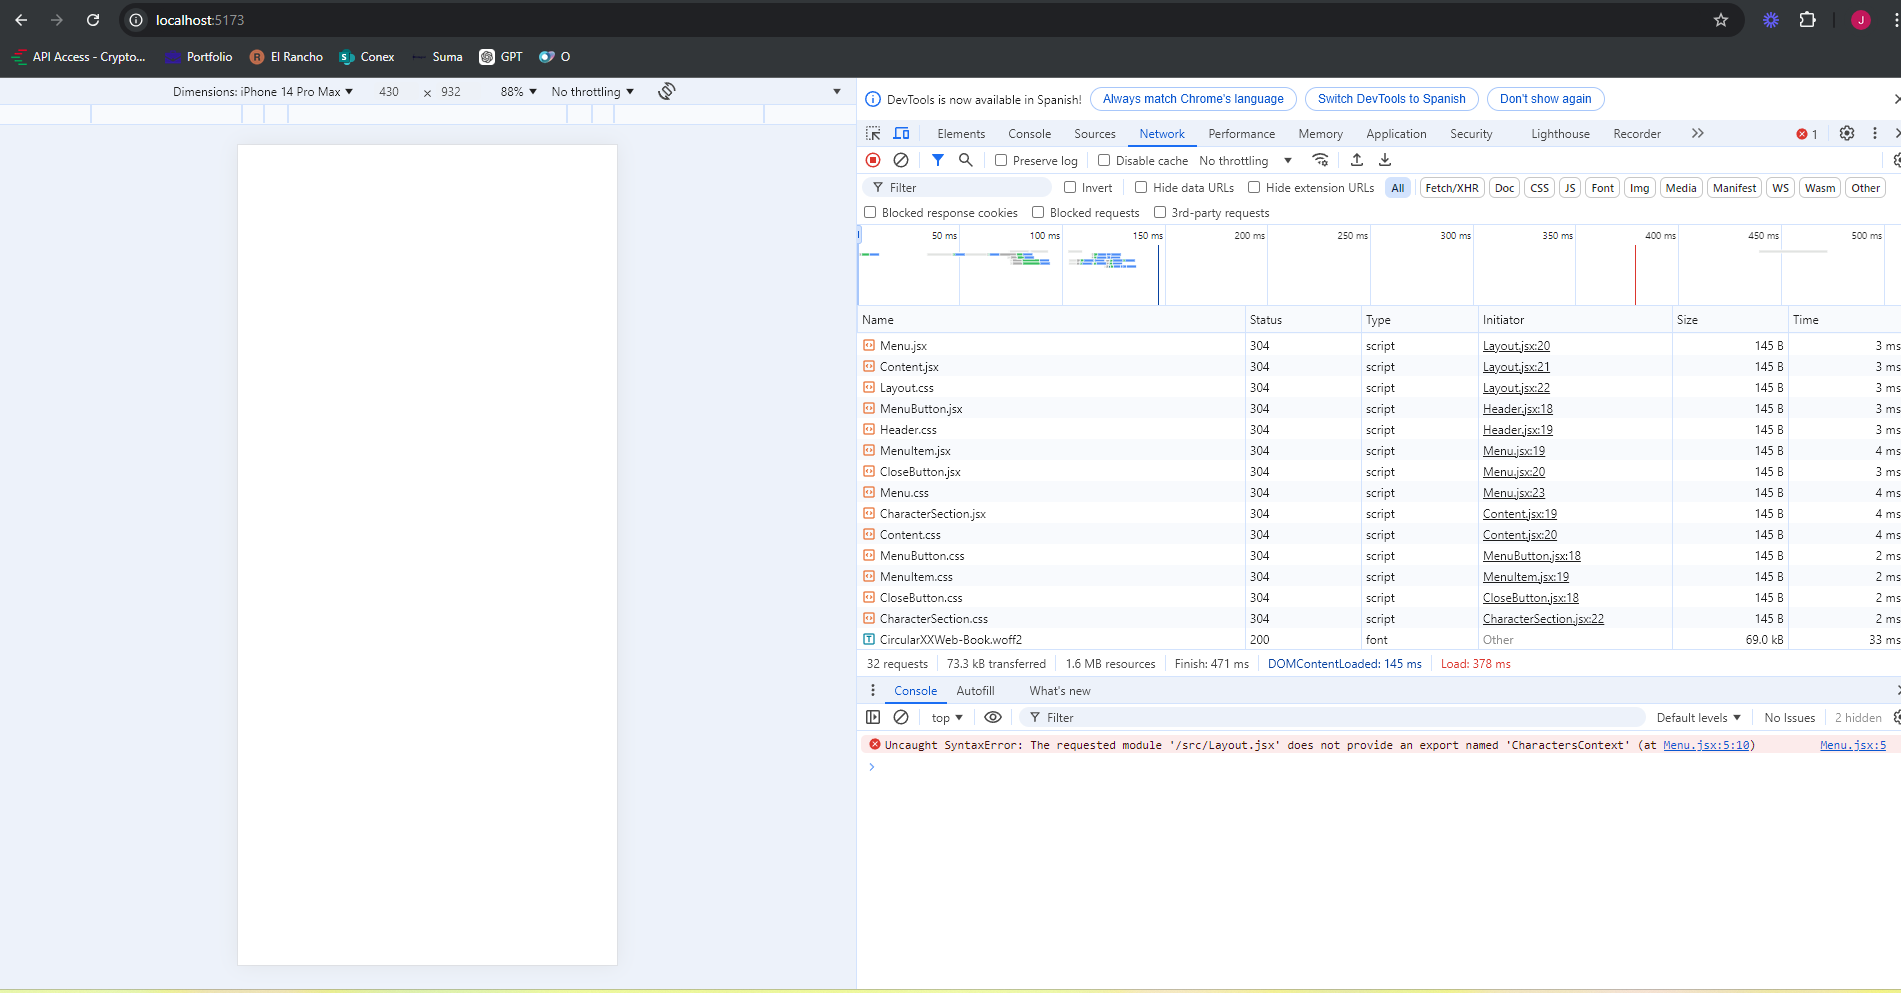 localhost:5173
J
API Access - Crypto... Portfolio R El Rancho S Conex Suma GPT O
Dimensions: iPhone 14 Pro Max 430 × 932 88% No throttling
DevTools is now available in Spanish! Always match Chrome's language Switch DevTools to Spanish Don't show again
Elements Console Sources Network Performance Memory Application Security Lighthouse Recorder 1
Preserve log Disable cache No throttling
Filter Invert Hide data URLs Hide extension URLs All Fetch/XHR Doc CSS JS Font Img Media Manifest WS Wasm Other
Blocked response cookies Blocked requests 3rd-party requests
50 ms 100 ms 150 ms 200 ms 250 ms 300 ms 350 ms 400 ms 450 ms 500 ms
Name Status Type Initiator Size Time
Menu.jsx 304 script Layout.jsx:20 145 B 3 ms
Content.jsx 304 script Layout.jsx:21 145 B 3 ms
Layout.css 304 script Layout.jsx:22 145 B 3 ms
MenuButton.jsx 304 script Header.jsx:18 145 B 3 ms
Header.css 304 script Header.jsx:19 145 B 3 ms
MenuItem.jsx 304 script Menu.jsx:19 145 B 4 ms
CloseButton.jsx 304 script Menu.jsx:20 145 B 3 ms
Menu.css 304 script Menu.jsx:23 145 B 4 ms
CharacterSection.jsx 304 script Content.jsx:19 145 B 4 ms
Content.css 304 script Content.jsx:20 145 B 4 ms
MenuButton.css 304 script MenuButton.jsx:18 145 B 2 ms
MenuItem.css 304 script MenuItem.jsx:19 145 B 2 ms
CloseButton.css 304 script CloseButton.jsx:18 145 B 2 ms
CharacterSection.css 304 script CharacterSection.jsx:22 145 B 2 ms
CircularXXWeb-Book.woff2 200 font Other 69.0 kB 33 ms
32 requests 73.3 kB transferred 1.6 MB resources Finish: 471 ms DOMContentLoaded: 145 ms Load: 378 ms
Console Autofill What's new
top Filter Default levels No Issues 2 hidden
Uncaught SyntaxError: The requested module '/src/Layout.jsx' does not provide an export named 'CharactersContext' (at Menu.jsx:5:10) Menu.jsx:5